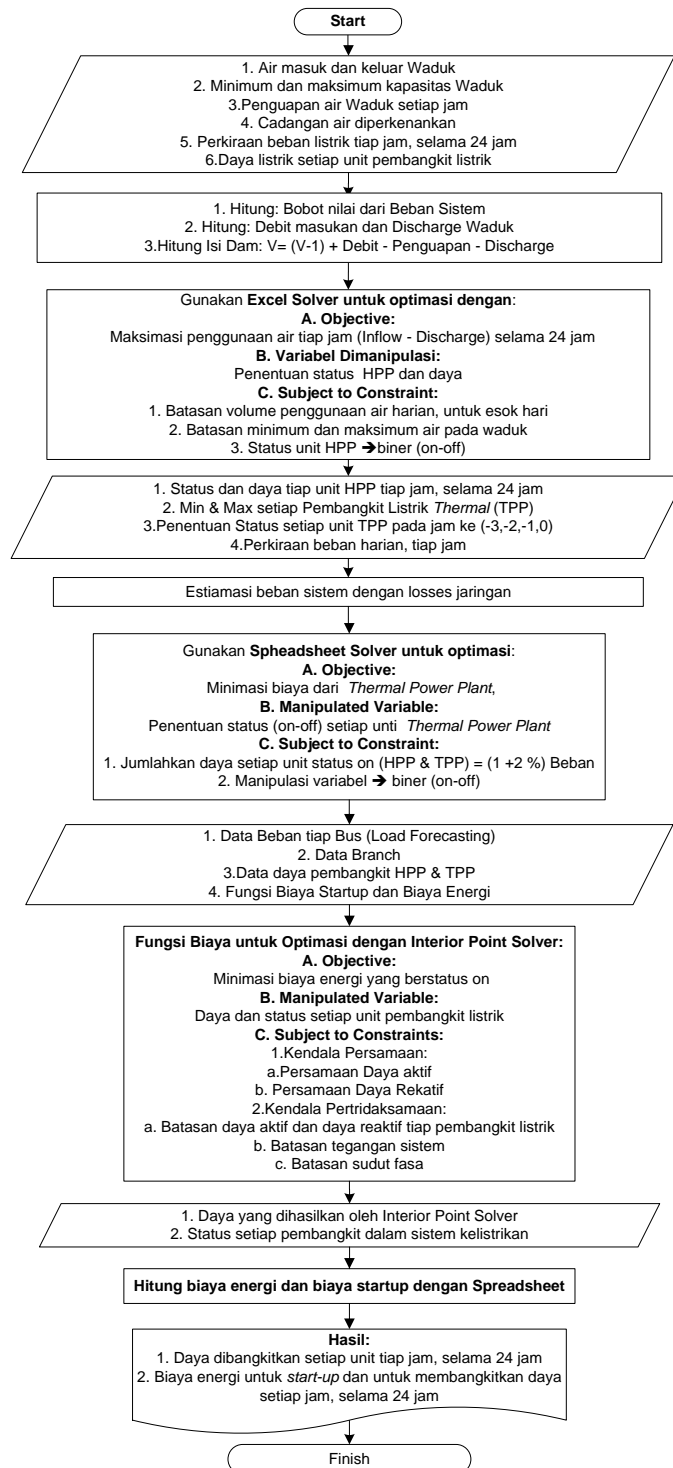 Start
1. Air masuk dan keluar Waduk
2. Minimum dan maksimum kapasitas Waduk
3.Penguapan air Waduk setiap jam
4. Cadangan air diperkenankan
5. Perkiraan beban listrik tiap jam, selama 24 jam
6.Daya listrik setiap unit pembangkit listrik
1. Hitung: Bobot nilai dari Beban Sistem
2. Hitung: Debit masukan dan Discharge Waduk
3.Hitung Isi Dam: V= (V-1) + Debit - Penguapan - Discharge
Gunakan Excel Solver untuk optimasi dengan:
A. Objective:
Maksimasi penggunaan air tiap jam (Inflow - Discharge) selama 24 jam
B. Variabel Dimanipulasi:
Penentuan status  HPP dan daya
C. Subject to Constraint:
1. Batasan volume penggunaan air harian, untuk esok hari
2. Batasan minimum dan maksimum air pada waduk
3. Status unit HPP ➔biner (on-off)
1. Status dan daya tiap unit HPP tiap jam, selama 24 jam
2. Min & Max setiap Pembangkit Listrik Thermal (TPP)
3.Penentuan Status setiap unit TPP pada jam ke (-3,-2,-1,0)
4.Perkiraan beban harian, tiap jam
Estiamasi beban sistem dengan losses jaringan
Gunakan Spheadsheet Solver untuk optimasi:
A. Objective:
Minimasi biaya dari  Thermal Power Plant,
B. Manipulated Variable:
Penentuan status (on-off) setiap unti  Thermal Power Plant
C. Subject to Constraint:
1. Jumlahkan daya setiap unit status on (HPP & TPP) = (1 +2 %) Beban
2. Manipulasi variabel ➔ biner (on-off)
1. Data Beban tiap Bus (Load Forecasting)
2. Data Branch
3.Data daya pembangkit HPP & TPP
4. Fungsi Biaya Startup dan Biaya Energi
Fungsi Biaya untuk Optimasi dengan Interior Point Solver:
A. Objective:
Minimasi biaya energi yang berstatus on
B. Manipulated Variable:
Daya dan status setiap unit pembangkit listrik
C. Subject to Constraints:
1.Kendala Persamaan:
a.Persamaan Daya aktif
b. Persamaan Daya Rekatif
2.Kendala Pertridaksamaan:
a. Batasan daya aktif dan daya reaktif tiap pembangkit listrik
b. Batasan tegangan sistem
c. Batasan sudut fasa
1. Daya yang dihasilkan oleh Interior Point Solver
2. Status setiap pembangkit dalam sistem kelistrikan
Hitung biaya energi dan biaya startup dengan Spreadsheet
Hasil:
1. Daya dibangkitkan setiap unit tiap jam, selama 24 jam
2. Biaya energi untuk start-up dan untuk membangkitkan daya
setiap jam, selama 24 jam
Finish